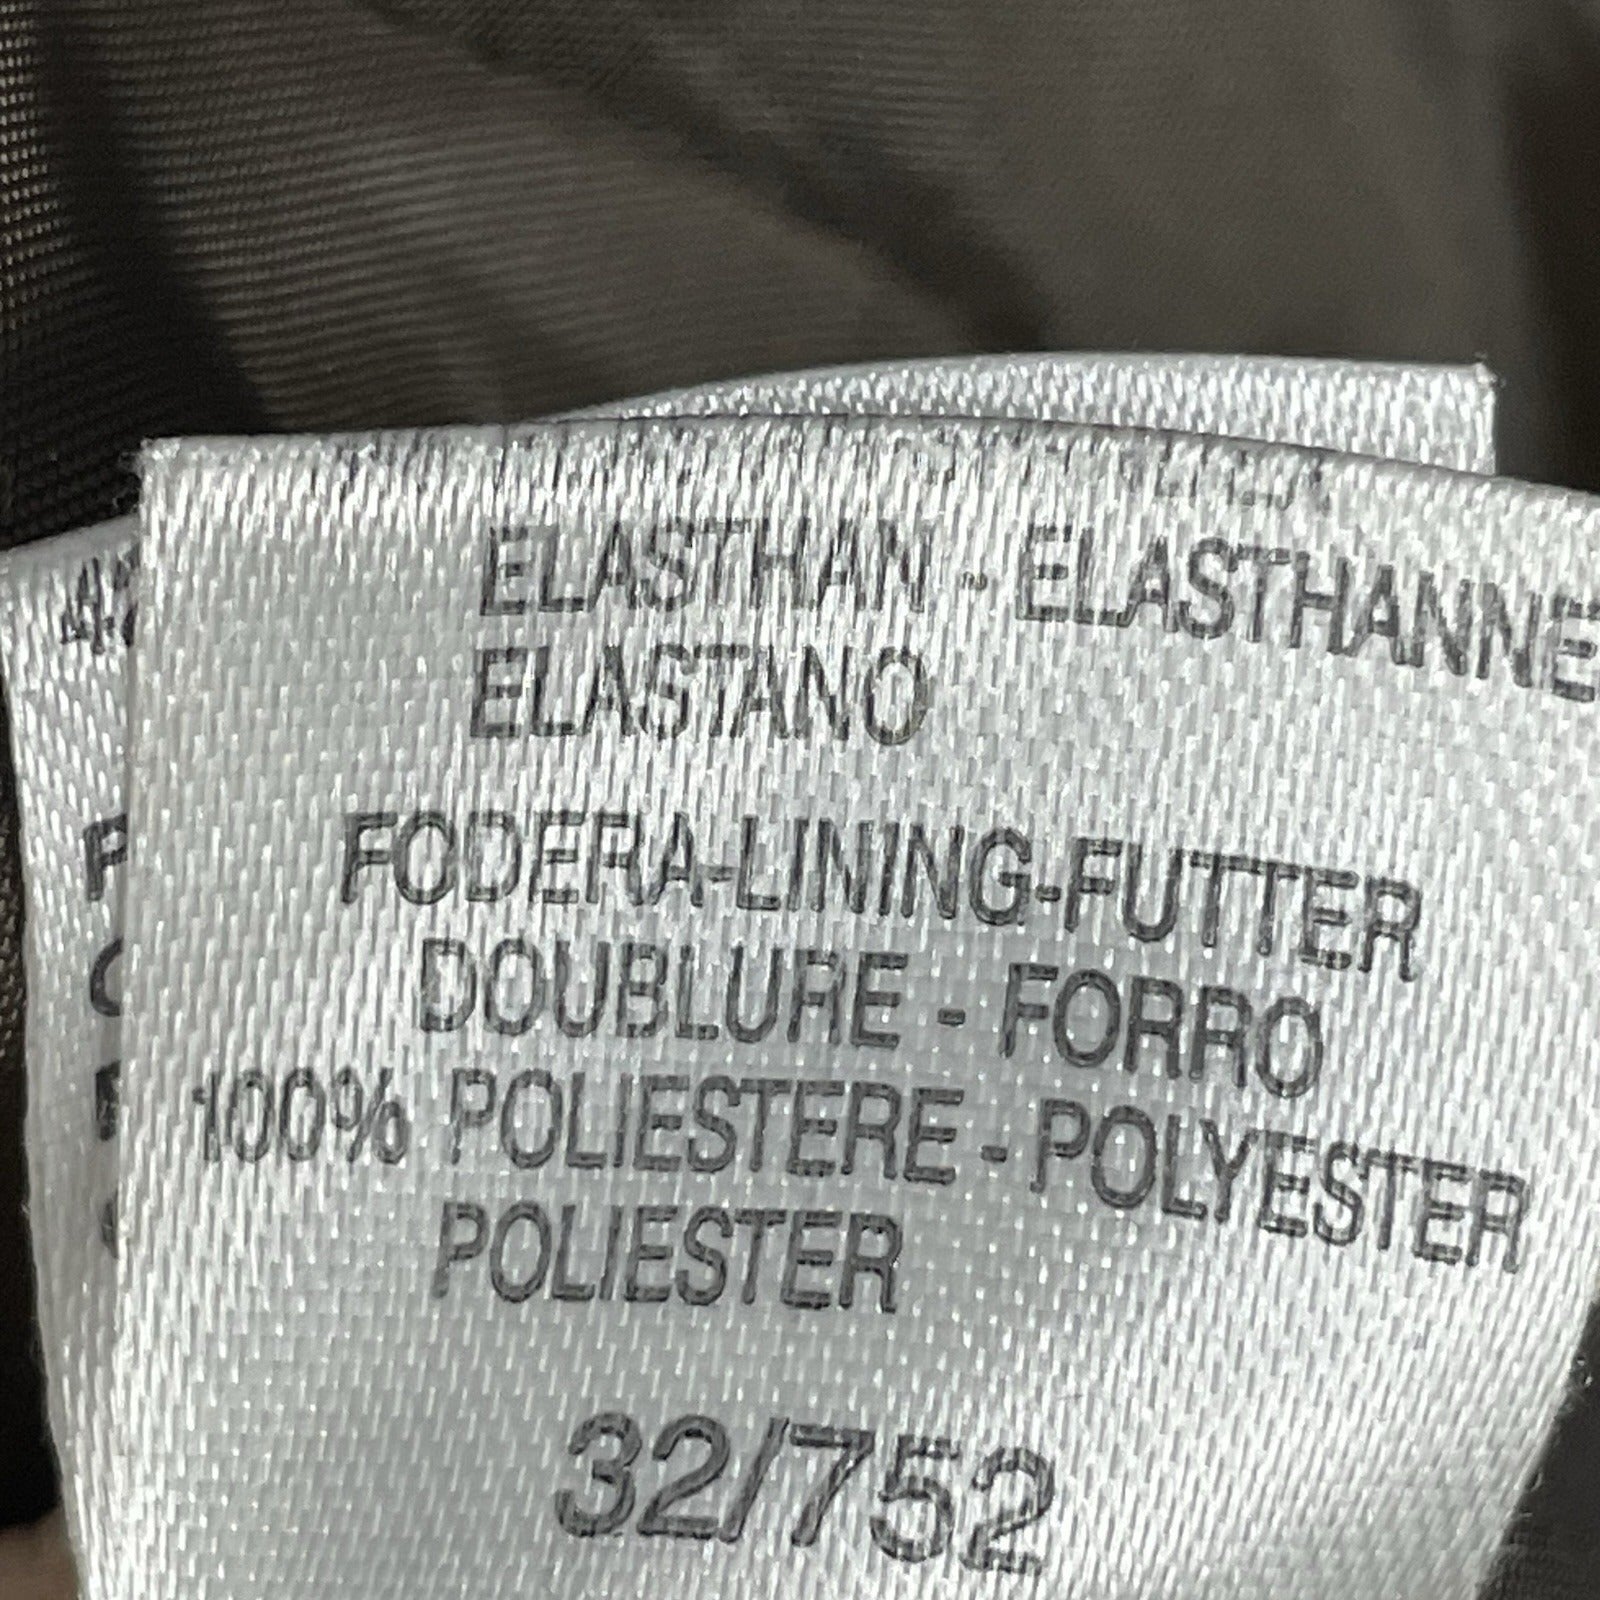 ELASTHAN - ELASTHANNE
ELASTANO
FODERA-LINING-FUTTER
DOUBLURE - FORRO
100% POLIESTERE - POLYESTER
POLIESTER
32/752